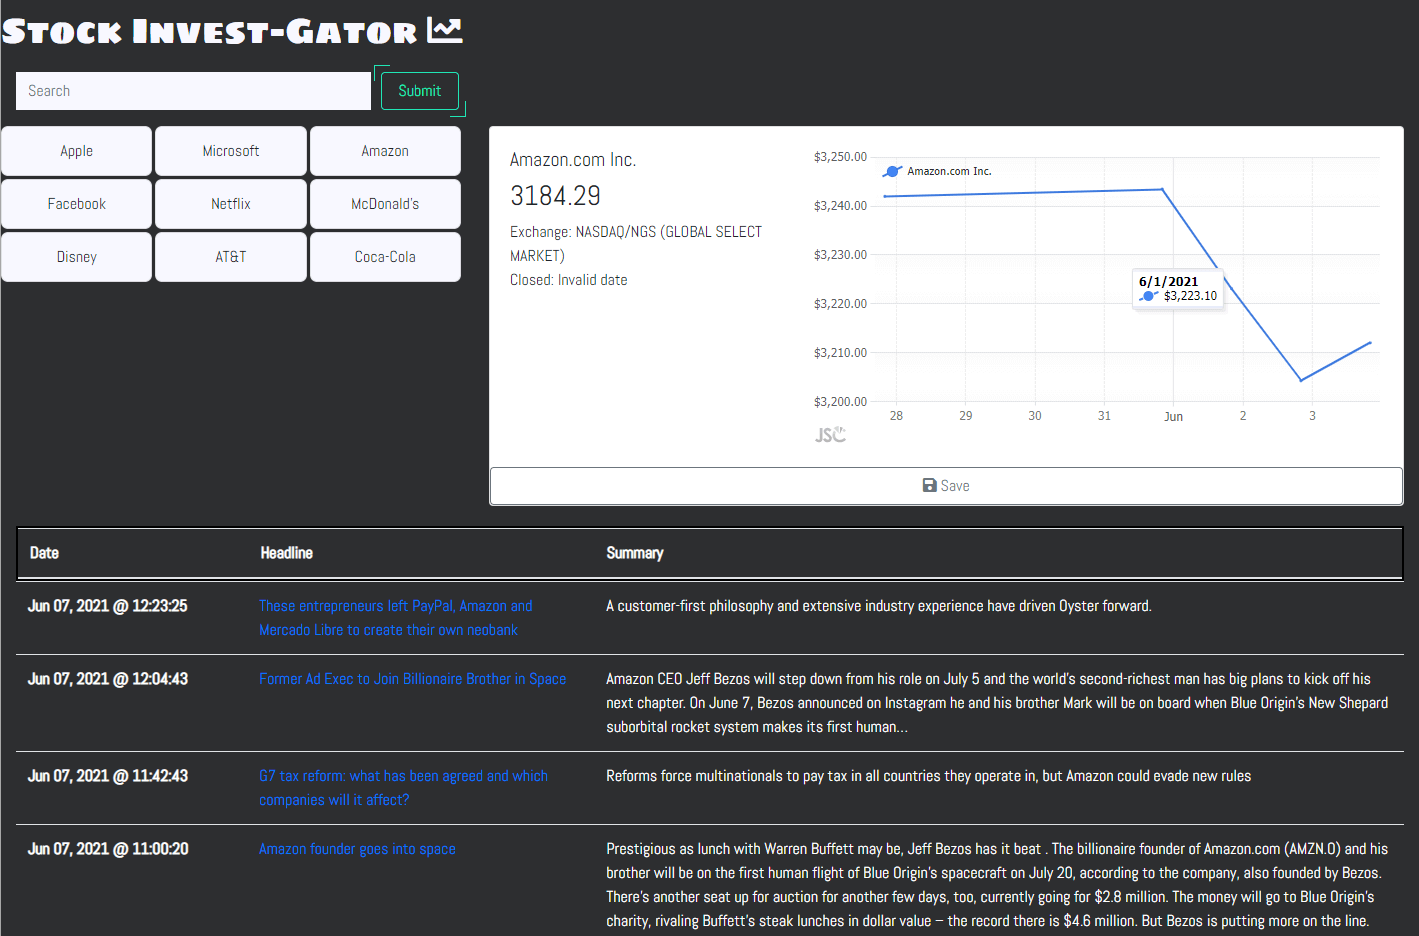 Stock Invest-Gator
Search
Submit
Apple
Microsoft
Amazon
Facebook
Netflix
McDonald's
Disney
AT&T
Coca-Cola
Amazon.com Inc.
3184.29
Exchange: NASDAQ/NGS (GLOBAL SELECT
MARKET)
Closed: Invalid date
$3,250.00
$3,240.00
$3,230.00
$3,220.00
$3,210.00
$3,200.00
Amazon.com Inc.
6/1/2021
$3,223.10
28
29
30
31
Jun
2
3
JSC
Save
Date
Headline
Summary
Jun 07, 2021 @ 12:23:25
These entrepreneurs left PayPal, Amazon and
Mercado Libre to create their own neobank
A customer-first philosophy and extensive industry experience have driven Oyster forward.
Jun 07, 2021 @ 12:04:43
Former Ad Exec to Join Billionaire Brother in Space
Amazon CEO Jeff Bezos will step down from his role on July 5 and the world's second-richest man has big plans to kick off his
next chapter. On June 7, Bezos announced on Instagram he and his brother Mark will be on board when Blue Origin's New Shepard
suborbital rocket system makes its first human...
Jun 07, 2021 @ 11:42:43
G7 tax reform: what has been agreed and which
companies will it affect?
Reforms force multinationals to pay tax in all countries they operate in, but Amazon could evade new rules
Jun 07, 2021 @ 11:00:20
Amazon founder goes into space
Prestigious as lunch with Warren Buffett may be, Jeff Bezos has it beat . The billionaire founder of Amazon.com (AMZN.O) and his
brother will be on the first human flight of Blue Origin's spacecraft on July 20, according to the company, also founded by Bezos.
There's another seat up for auction for another few days, too, currently going for $2.8 million. The money will go to Blue Origin's
charity, rivaling Buffett's steak lunches in dollar value – the record there is $4.6 million. But Bezos is putting more on the line.